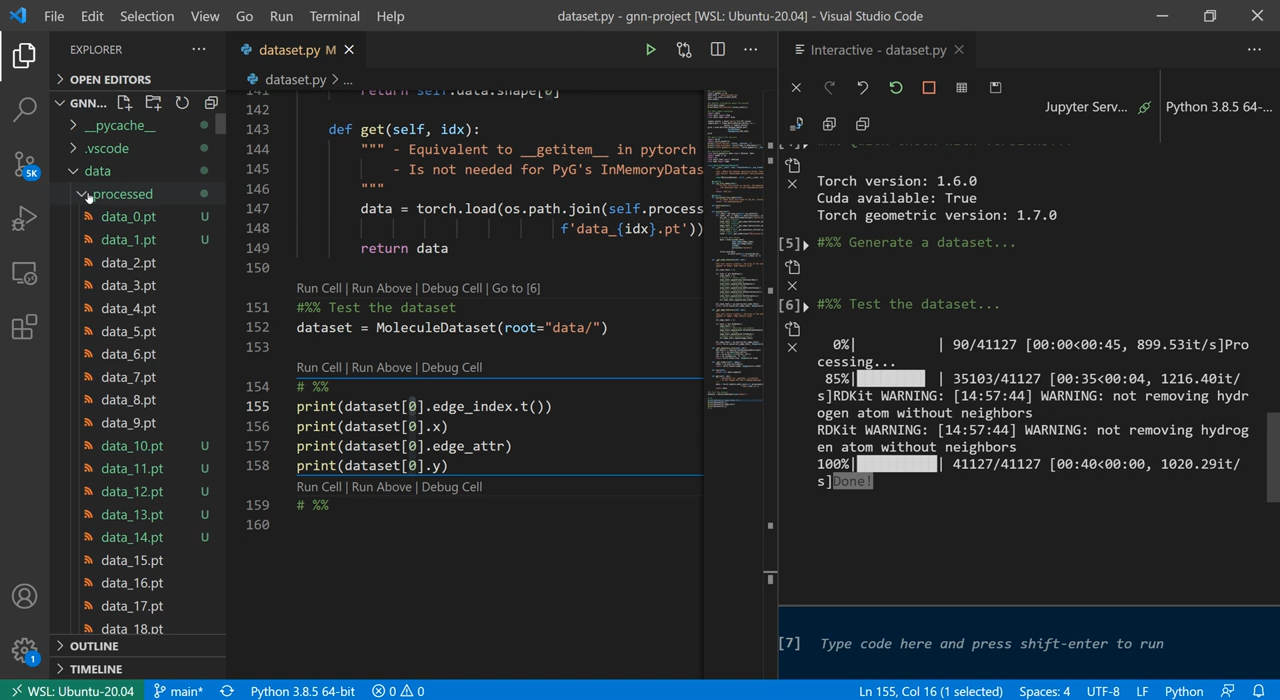 File Edit Selection View Go Run Terminal Help dataset.py - gnn-project [WSL: Ubuntu-20.04] - Visual Studio Code
EXPLORER
OPEN EDITORS
GNN...
__pycache__
.vscode
data
processed
data_0.pt U
data_1.pt U
data_2.pt
data_3.pt
data_4.pt
data_5.pt
data_6.pt
data_7.pt
data_8.pt
data_9.pt
data_10.pt U
data_11.pt U
data_12.pt U
data_13.pt U
data_14.pt U
data_15.pt
data_16.pt
data_17.pt
data_18.pt
OUTLINE
TIMELINE
5K
1
dataset.py M
dataset.py > ...
141 return self.data.shape[0]
142
143 def get(self, idx):
144 """ - Equivalent to __getitem__ in pytorch
145 - Is not needed for PyG's InMemoryDatas
146 """
147 data = torch.load(os.path.join(self.process
148 f'data_{idx}.pt'))
149 return data
150
Run Cell | Run Above | Debug Cell | Go to [6]
151 #%% Test the dataset
152 dataset = MoleculeDataset(root="data/")
153
Run Cell | Run Above | Debug Cell
154 # %%
155 print(dataset[0].edge_index.t())
156 print(dataset[0].x)
157 print(dataset[0].edge_attr)
158 print(dataset[0].y)
Run Cell | Run Above | Debug Cell
159 # %%
160
Interactive - dataset.py
Jupyter Serv... Python 3.8.5 64-...
Torch version: 1.6.0
Cuda available: True
Torch geometric version: 1.7.0
[5] #%% Generate a dataset...
[6] #%% Test the dataset...
0%| | 90/41127 [00:00<00:45, 899.53it/s]Pro
cessing...
85%| | 35103/41127 [00:35<00:04, 1216.40it/
s]RDKit WARNING: [14:57:44] WARNING: not removing hydr
ogen atom without neighbors
RDKit WARNING: [14:57:44] WARNING: not removing hydrog
en atom without neighbors
100%| | 41127/41127 [00:40<00:00, 1020.29it/
s]Done!
[7] Type code here and press shift-enter to run
WSL: Ubuntu-20.04 main* Python 3.8.5 64-bit 0 0 Ln 155, Col 16 (1 selected) Spaces: 4 UTF-8 LF Python